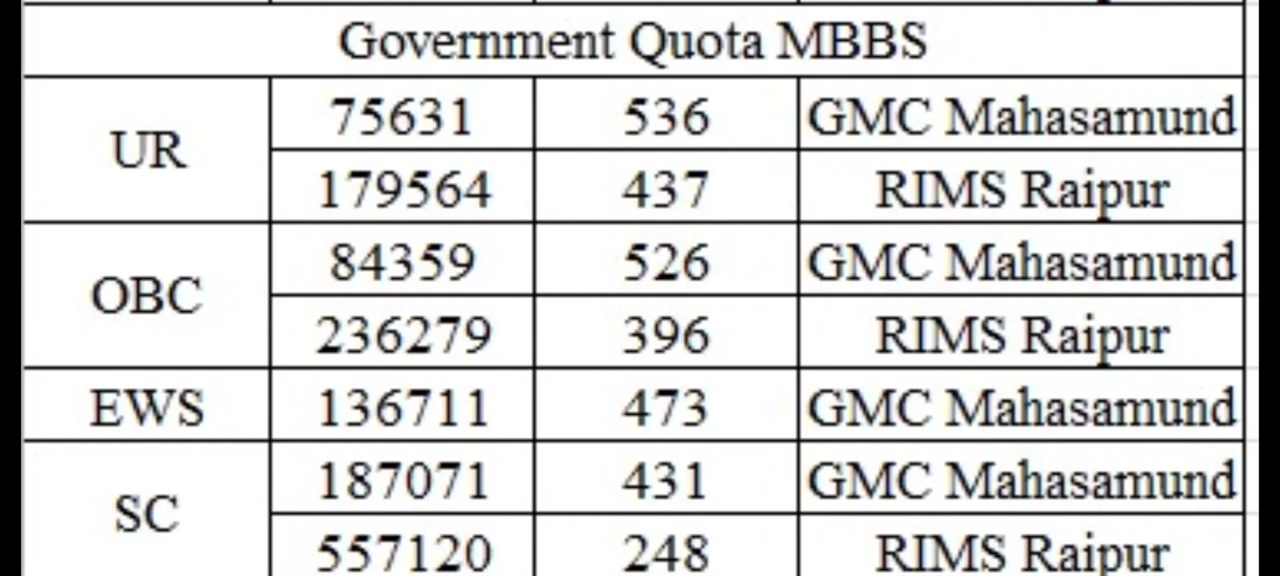 Government Quota MBBS
UR 75631 536 GMC Mahasamund
179564 437 RIMS Raipur
OBC 84359 526 GMC Mahasamund
236279 396 RIMS Raipur
EWS 136711 473 GMC Mahasamund
SC 187071 431 GMC Mahasamund
557120 248 RIMS Raipur